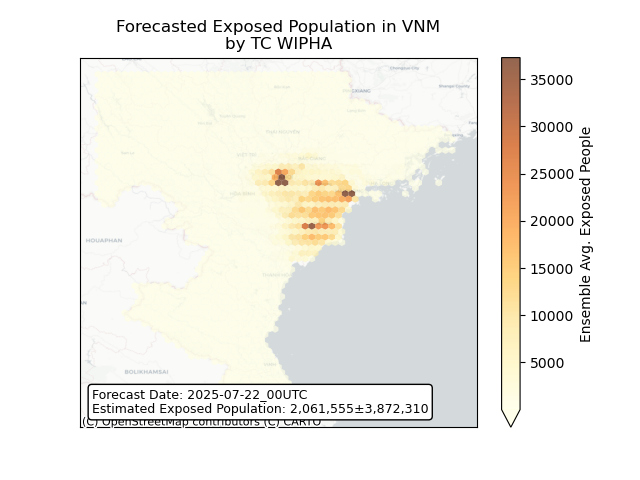 Forecasted Exposed Population in VNM
by TC WIPHA
HOUAPHAN
BOLIKHAMSAI
35000
30000
25000
20000
15000
10000
5000
Ensemble Avg. Exposed People
Forecast Date: 2025-07-22_00UTC
Estimated Exposed Population: 2,061,555±3,872,310
(C) OpenStreetMap contributors (C) CARTO